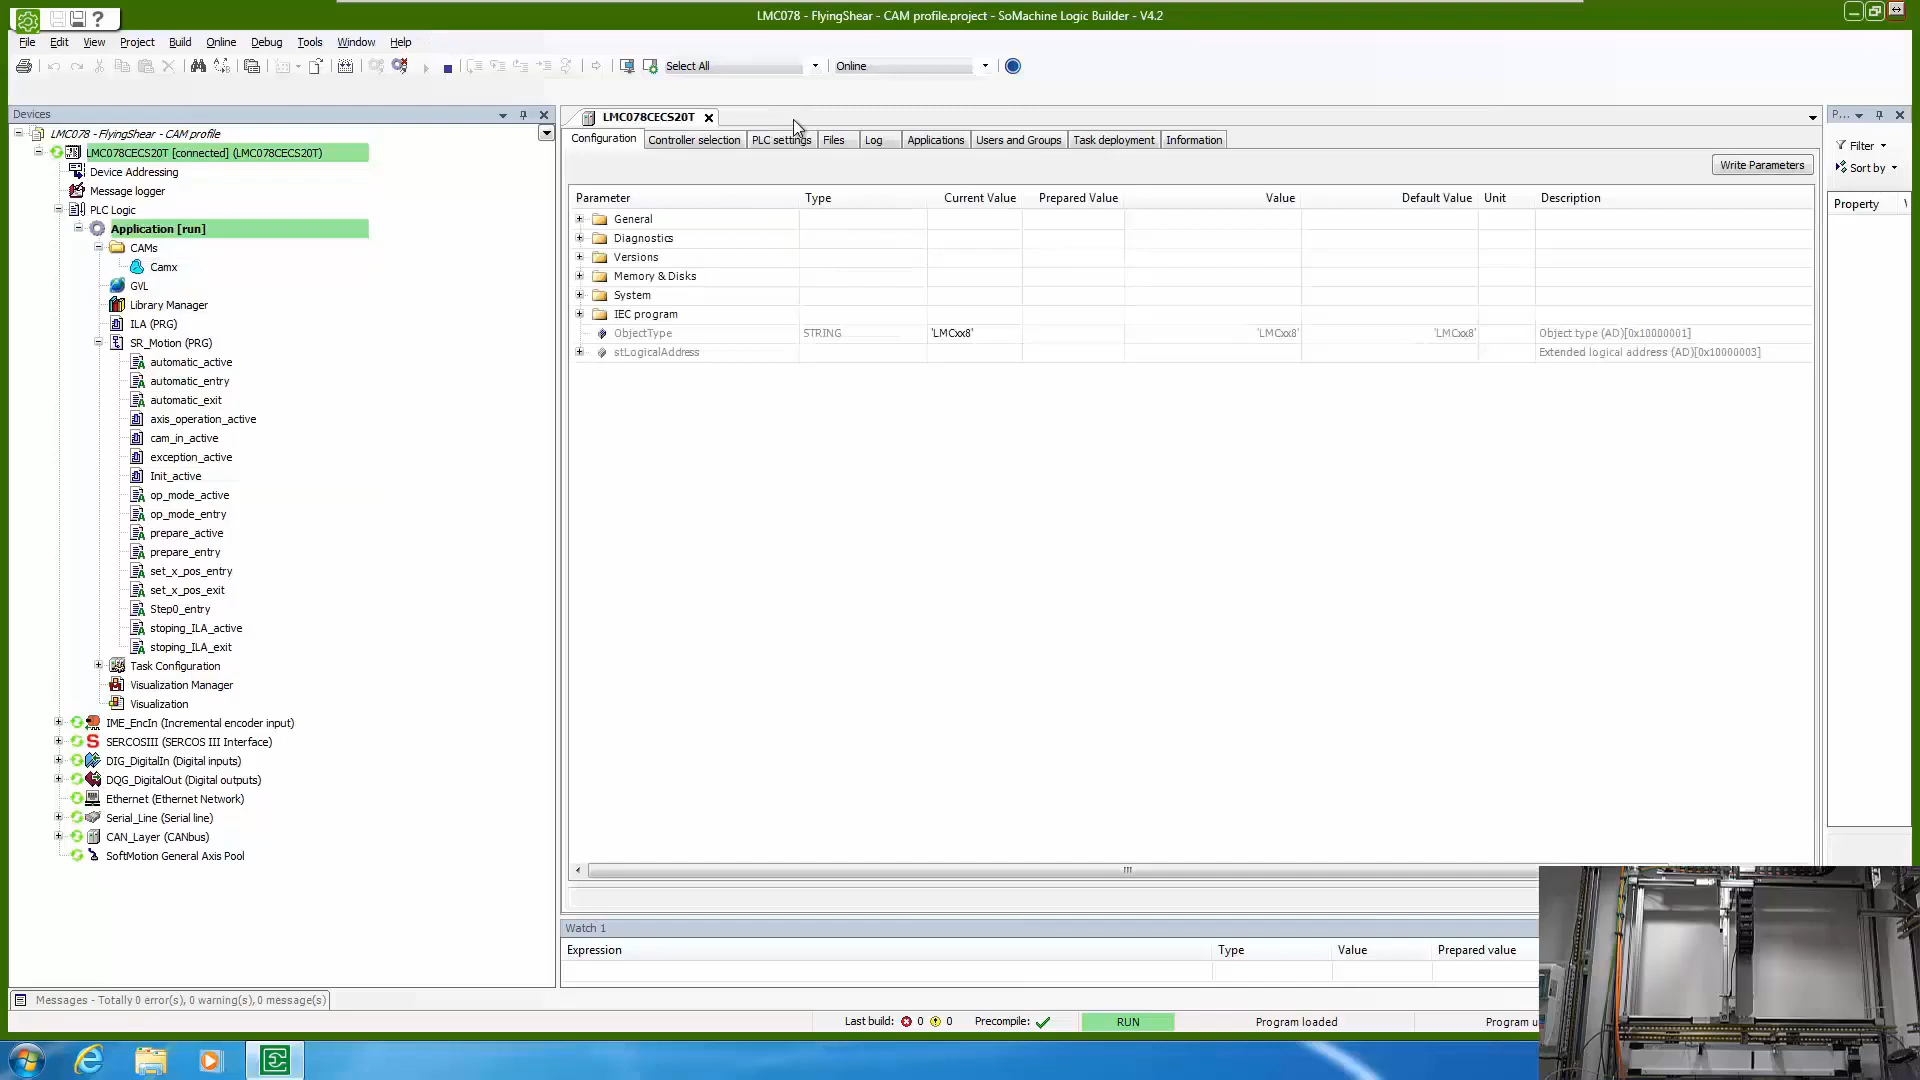 LMC078 - FlyingShear - CAM profile.project - SoMachine Logic Builder - V4.2
File Edit View Project Build Online Debug Tools Window Help
Select All Online
Devices
LMC078 - FlyingShear - CAM profile
LMC078CECS20T [connected] (LMC078CECS20T)
Device Addressing
Message logger
PLC Logic
Application [run]
CAMs
Camx
GVL
Library Manager
ILA (PRG)
SR_Motion (PRG)
automatic_active
automatic_entry
automatic_exit
axis_operation_active
cam_in_active
exception_active
Init_active
op_mode_active
op_mode_entry
prepare_active
prepare_entry
set_x_pos_entry
set_x_pos_exit
Step0_entry
stoping_ILA_active
stoping_ILA_exit
Task Configuration
Visualization Manager
Visualization
IME_EncIn (Incremental encoder input)
SERCOSIII (SERCOS III Interface)
DIG_DigitalIn (Digital inputs)
DQG_DigitalOut (Digital outputs)
Ethernet (Ethernet Network)
Serial_Line (Serial line)
CAN_Layer (CANbus)
SoftMotion General Axis Pool
LMC078CECS20T
Configuration Controller selection PLC settings Files Log Applications Users and Groups Task deployment Information
Write Parameters
Parameter Type Current Value Prepared Value Value Default Value Unit Description
General
Diagnostics
Versions
Memory & Disks
System
IEC program
ObjectType STRING 'LMCxx8' 'LMCxx8' 'LMCxx8' Object type (AD)[0x10000001]
stLogicalAddress Extended logical address (AD)[0x10000003]
P...
Filter
Sort by
Property
Watch 1
Expression Type Value Prepared value
Messages - Totally 0 error(s), 0 warning(s), 0 message(s)
Last build: 0 0 Precompile: RUN Program loaded Program u